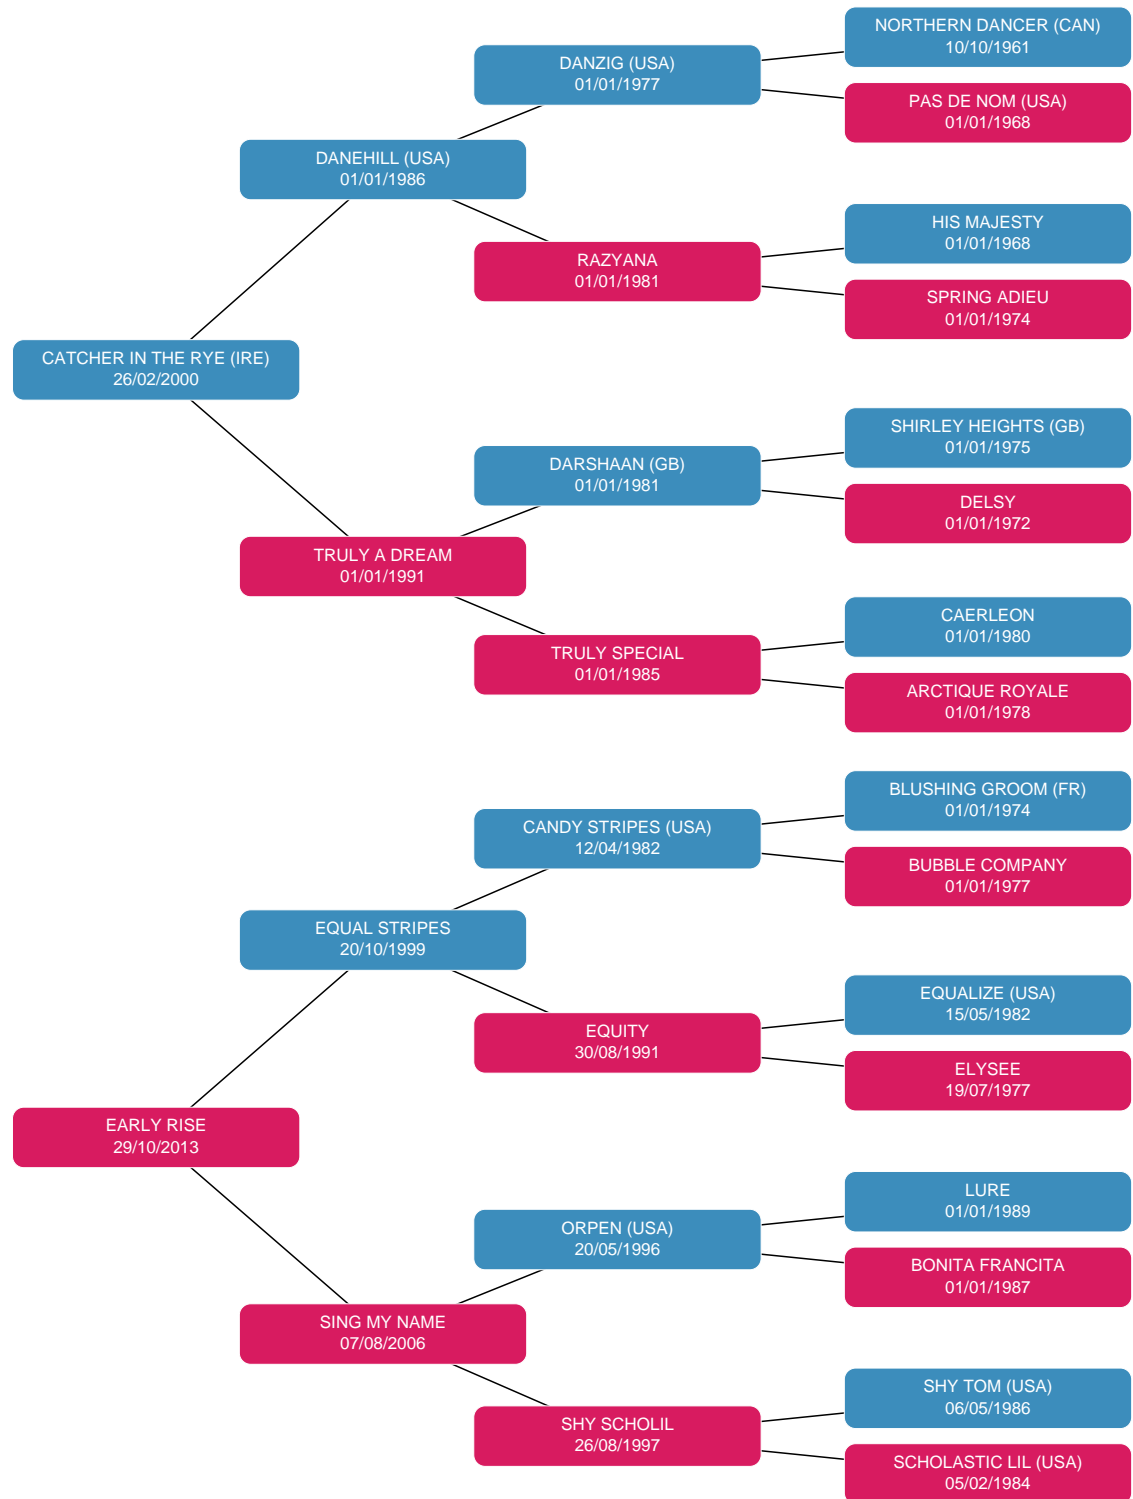 NORTHERN DANCER (CAN)
10/10/1961
DANZIG (USA)
01/01/1977
PAS DE NOM (USA)
01/01/1968
DANEHILL (USA)
01/01/1986
HIS MAJESTY
01/01/1968
RAZYANA
01/01/1981
SPRING ADIEU
01/01/1974
CATCHER IN THE RYE (IRE)
26/02/2000
SHIRLEY HEIGHTS (GB)
01/01/1975
DARSHAAN (GB)
01/01/1981
DELSY
01/01/1972
TRULY A DREAM
01/01/1991
CAERLEON
01/01/1980
TRULY SPECIAL
01/01/1985
ARCTIQUE ROYALE
01/01/1978
BLUSHING GROOM (FR)
01/01/1974
CANDY STRIPES (USA)
12/04/1982
BUBBLE COMPANY
01/01/1977
EQUAL STRIPES
20/10/1999
EQUALIZE (USA)
15/05/1982
EQUITY
30/08/1991
ELYSEE
19/07/1977
EARLY RISE
29/10/2013
LURE
01/01/1989
ORPEN (USA)
20/05/1996
BONITA FRANCITA
01/01/1987
SING MY NAME
07/08/2006
SHY TOM (USA)
06/05/1986
SHY SCHOLIL
26/08/1997
SCHOLASTIC LIL (USA)
05/02/1984